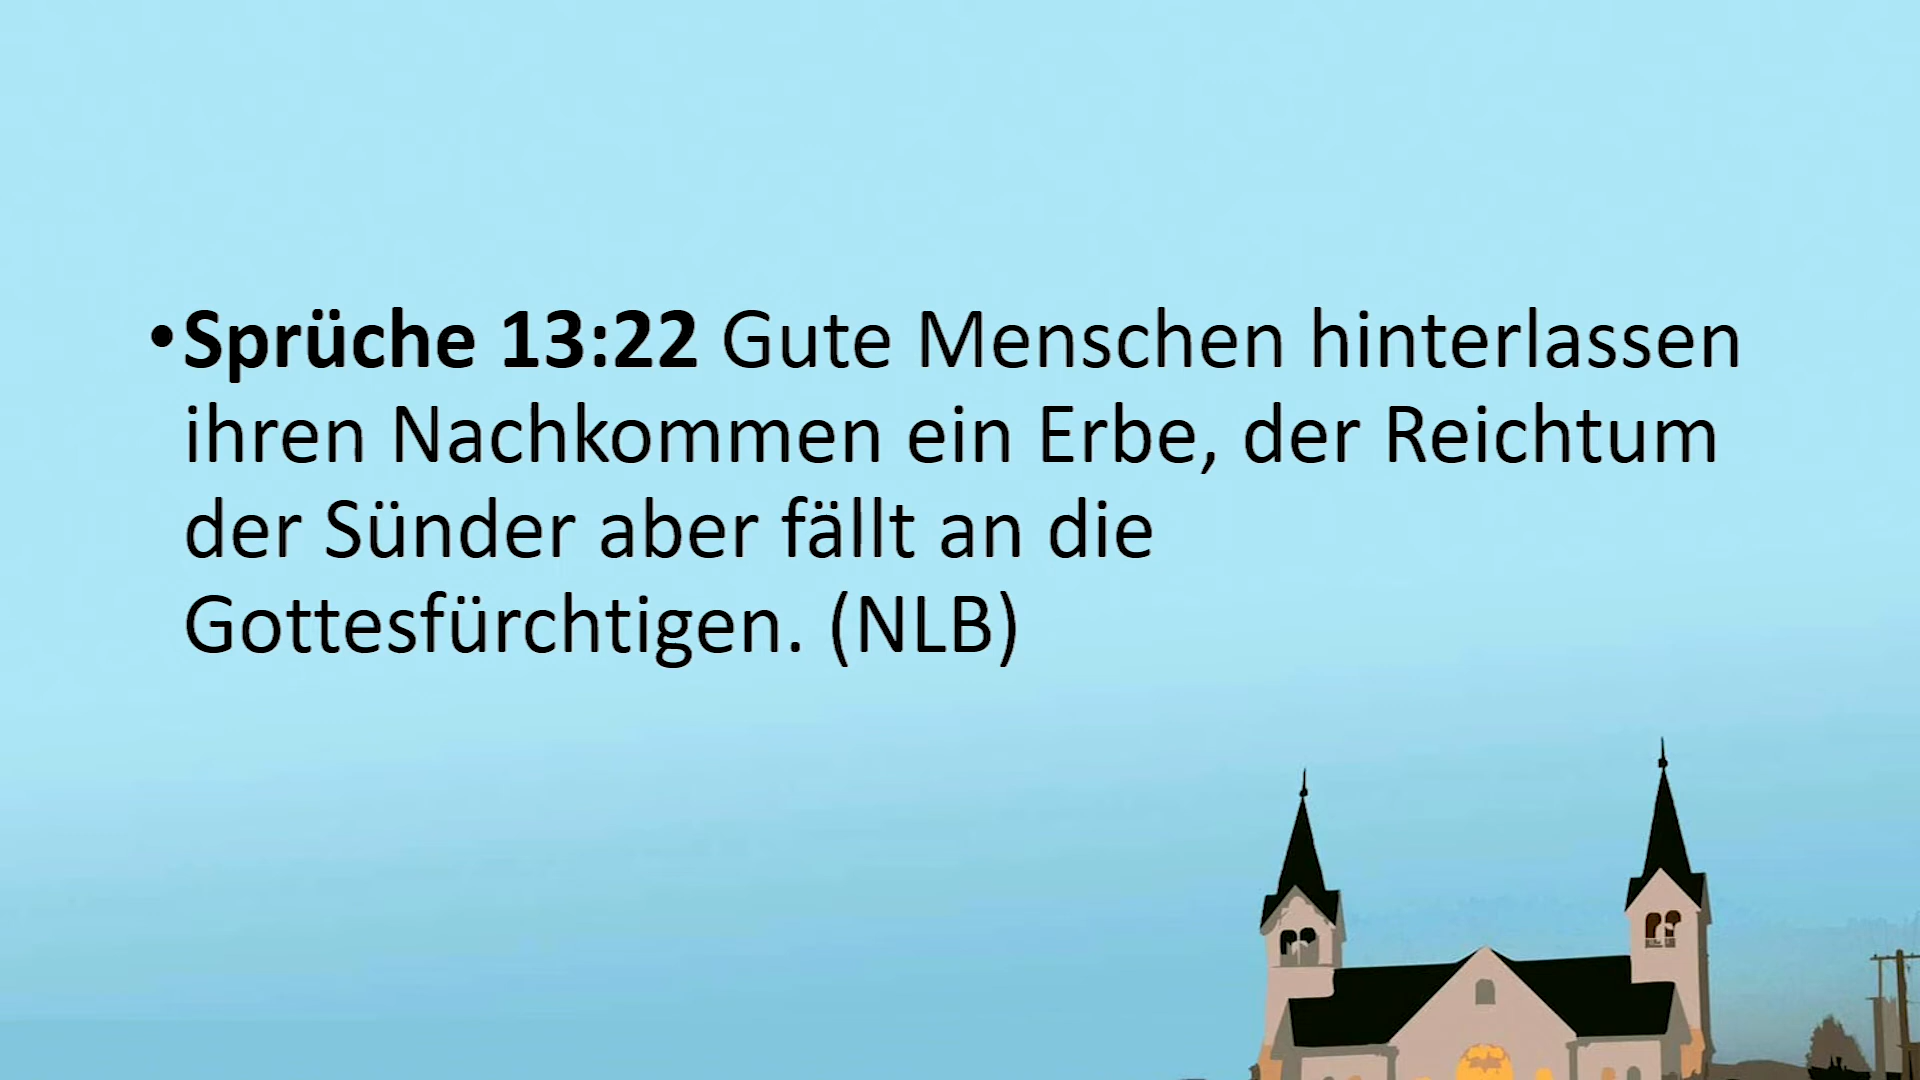 •Sprüche 13:22 Gute Menschen hinterlassen
ihren Nachkommen ein Erbe, der Reichtum
der Sünder aber fällt an die
Gottesfürchtigen. (NLB)